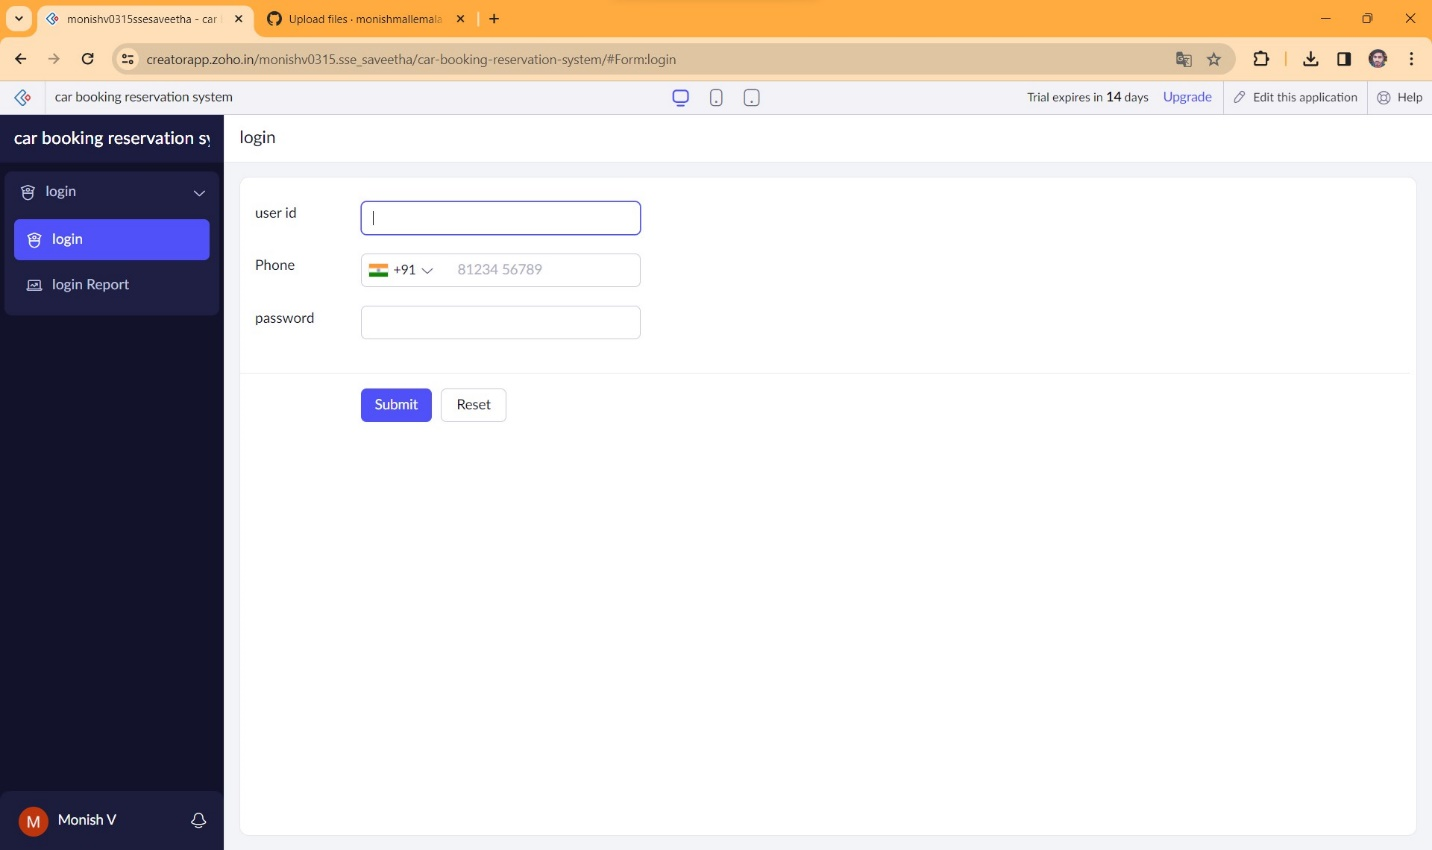 monishv0315ssesaveetha - car
Upload files · monishmallemala
creatorapp.zoho.in/monishv0315.sse_saveetha/car-booking-reservation-system/#Form:login
car booking reservation system
Trial expires in 14 days Upgrade
Edit this application
Help
car booking reservation sy
login
login
login
login Report
user id
Phone
+91
81234 56789
password
Submit
Reset
M
Monish V